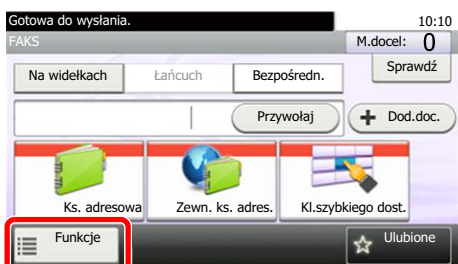 Gotowa do wysłania.
10:10
FAKS
M.docel: 0
Na widełkach
Łańcuch
Bezpośredn.
Sprawdź
Przywołaj
Dod.doc.
Ks. adresowa
Zewn. ks. adres.
Kl.szybkiego dost.
Funkcje
Ulubione